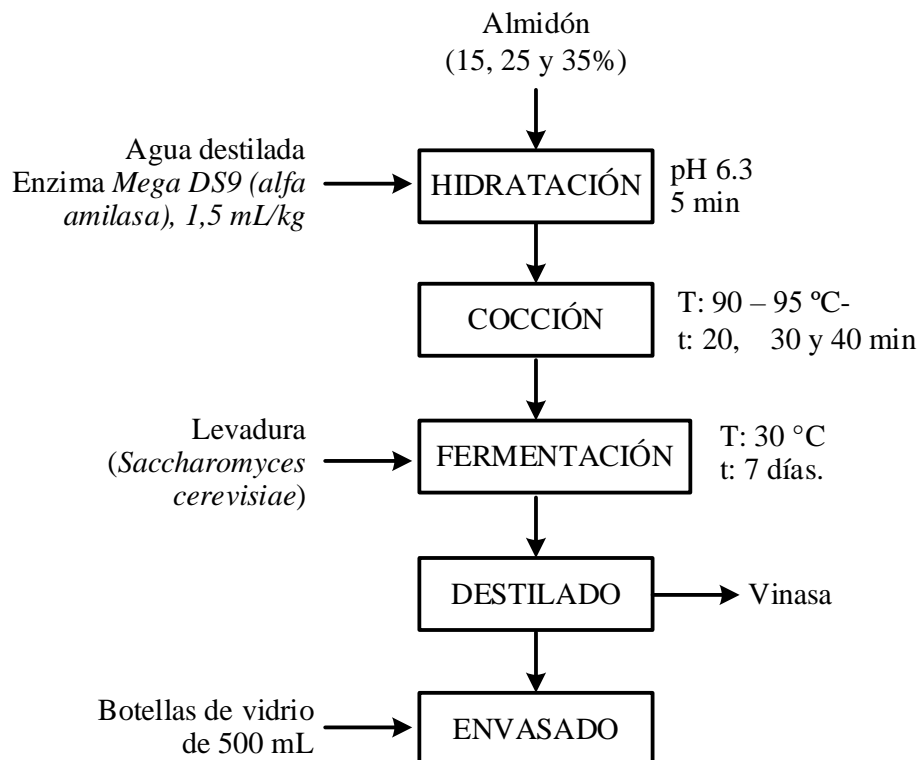 Almidón
(15, 25 y 35%)
Agua destilada
Enzima Mega DS9 (alfa
amilasa), 1,5 mL/kg
HIDRATACIÓN
pH 6.3
5 min
COCCIÓN
T: 90 – 95 ºC-
t: 20, 30 y 40 min
Levadura
(Saccharomyces
cerevisiae)
FERMENTACIÓN
T: 30 °C
t: 7 días.
DESTILADO
Vinasa
Botellas de vidrio
de 500 mL
ENVASADO